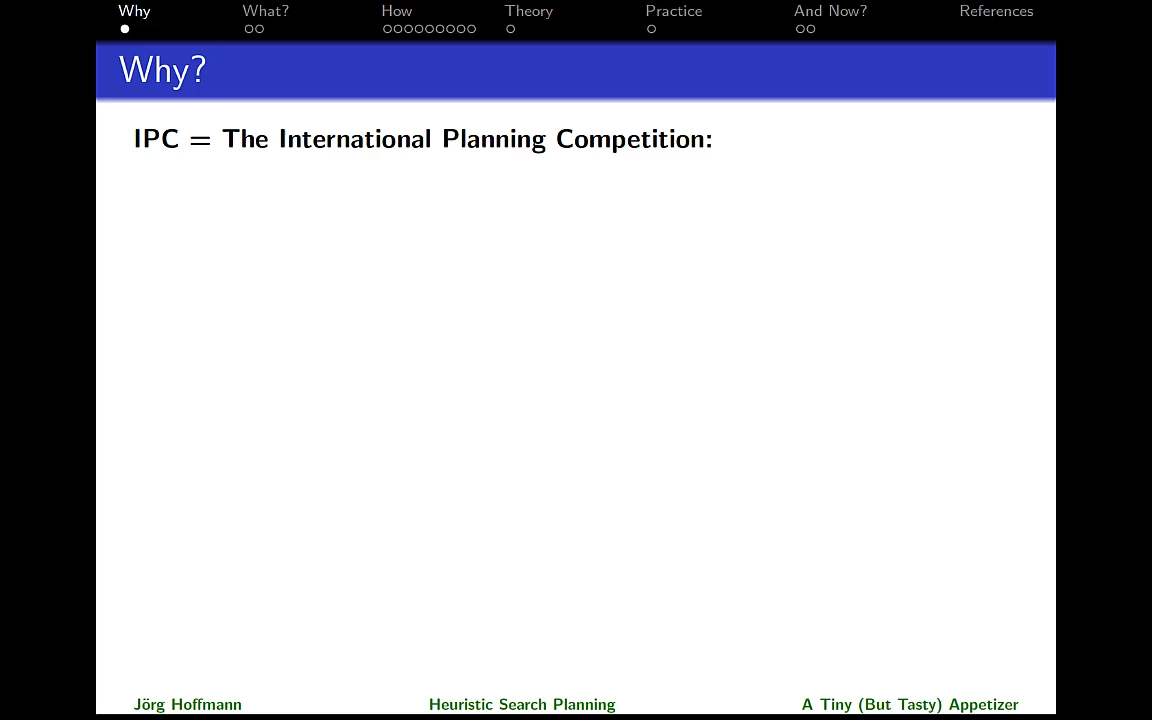 Why What? How Theory Practice And Now? References
Why?
IPC = The International Planning Competition:
Jörg Hoffmann Heuristic Search Planning A Tiny (But Tasty) Appetizer